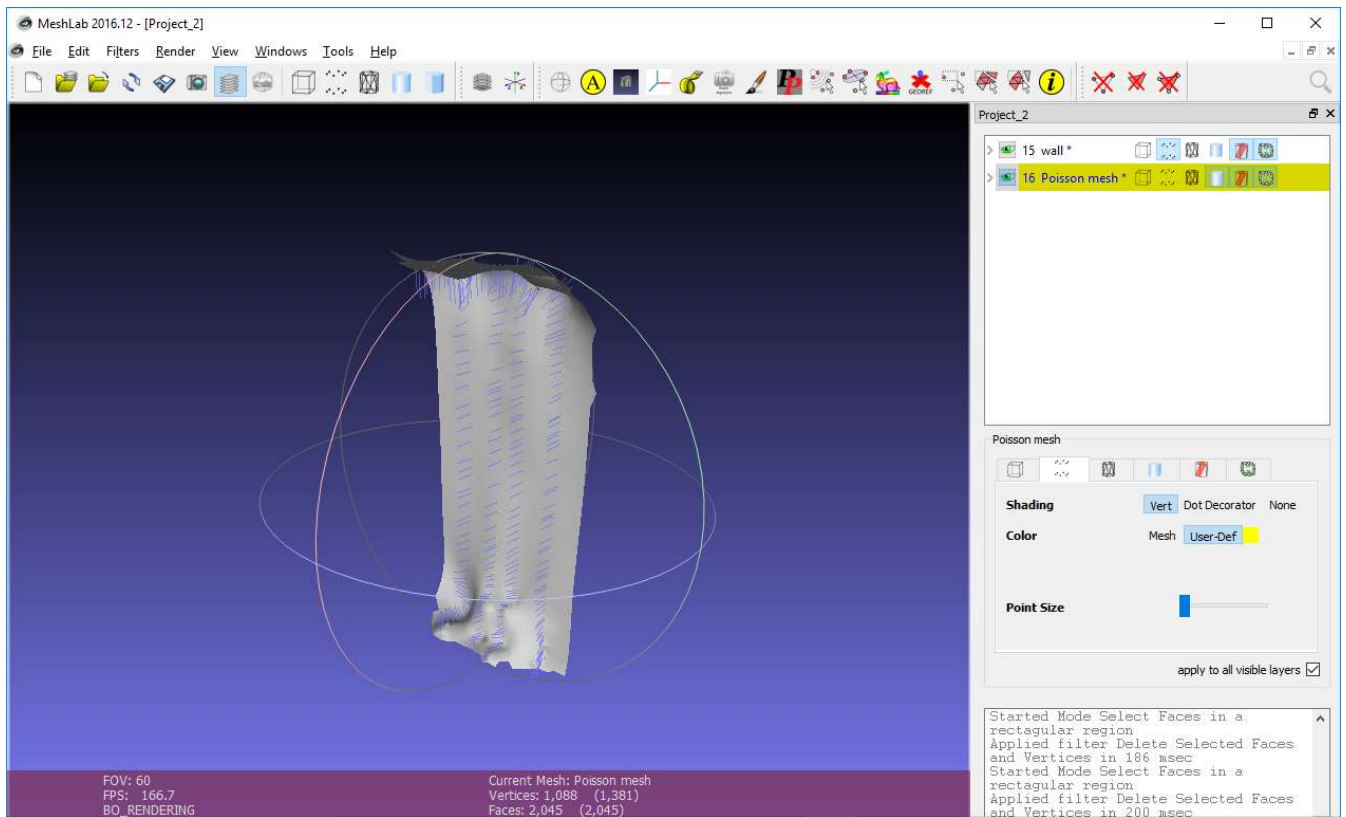 MeshLab 2016.12 - [Project_2]
File Edit Filters Render View Windows Tools Help
A
Pp
GEOREF
i
Project_2
15 wall *
16 Poisson mesh *
Poisson mesh
Shading Vert Dot Decorator None
Color Mesh User-Def
Point Size
apply to all visible layers
Started Mode Select Faces in a
rectagular region
Applied filter Delete Selected Faces
and Vertices in 186 msec
Started Mode Select Faces in a
rectagular region
Applied filter Delete Selected Faces
and Vertices in 200 msec
FOV: 60
FPS: 166.7
BO_RENDERING
Current Mesh: Poisson mesh
Vertices: 1,088 (1,381)
Faces: 2,045 (2,045)